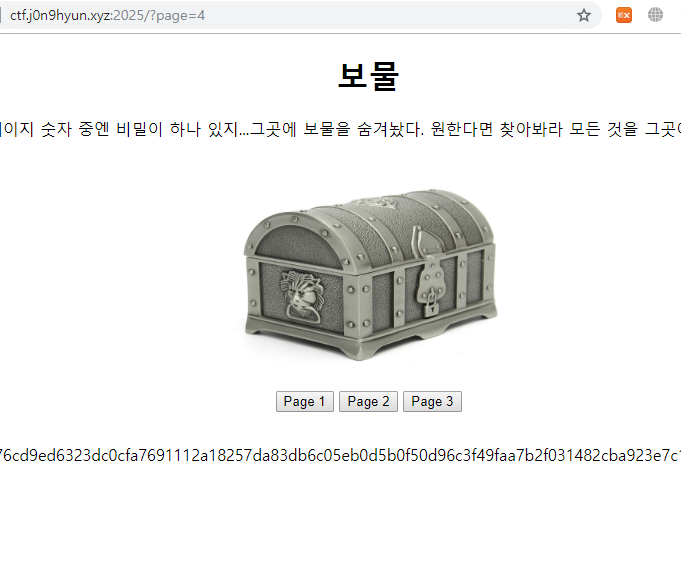 ctf.j0n9hyun.xyz:2025/?page=4
보물
이지 숫자 중엔 비밀이 하나 있지...그곳에 보물을 숨겨놨다. 원한다면 찾아봐라 모든 것을 그곳에
Page 1 Page 2 Page 3
76cd9ed6323dc0cfa7691112a18257da83db6c05eb0d5b0f50d96c3f49faa7b2f031482cba923e7c1